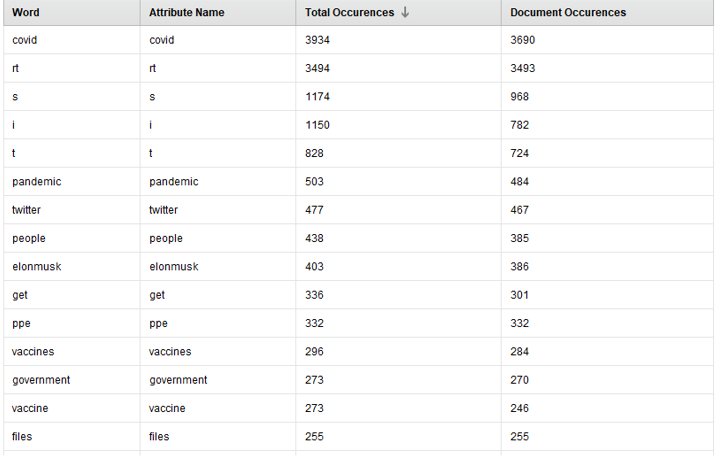 Word Attribute Name Total Occurences ↓ Document Occurences
covid covid 3934 3690
rt rt 3494 3493
s s 1174 968
i i 1150 782
t t 828 724
pandemic pandemic 503 484
twitter twitter 477 467
people people 438 385
elonmusk elonmusk 403 386
get get 336 301
ppe ppe 332 332
vaccines vaccines 296 284
government government 273 270
vaccine vaccine 273 246
files files 255 255